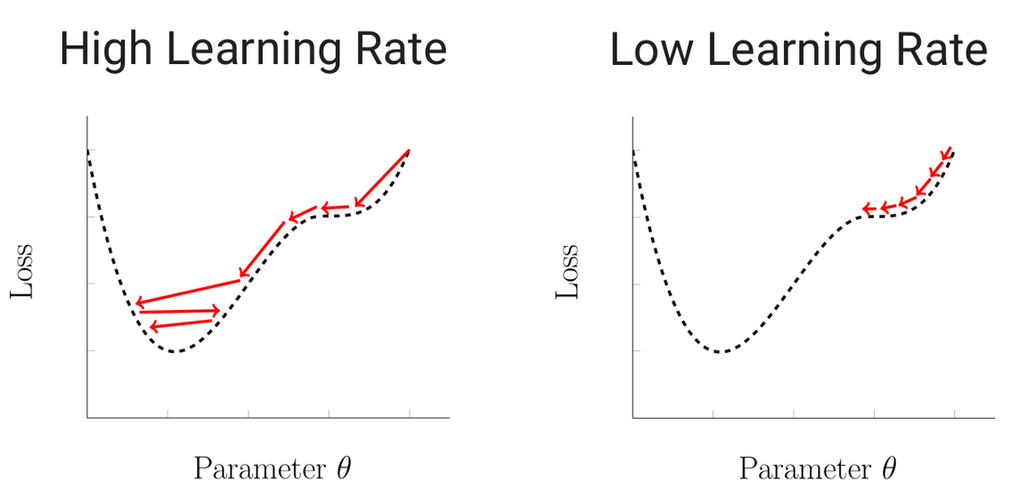 High Learning Rate
Loss
Parameter θ
Low Learning Rate
Loss
Parameter θ